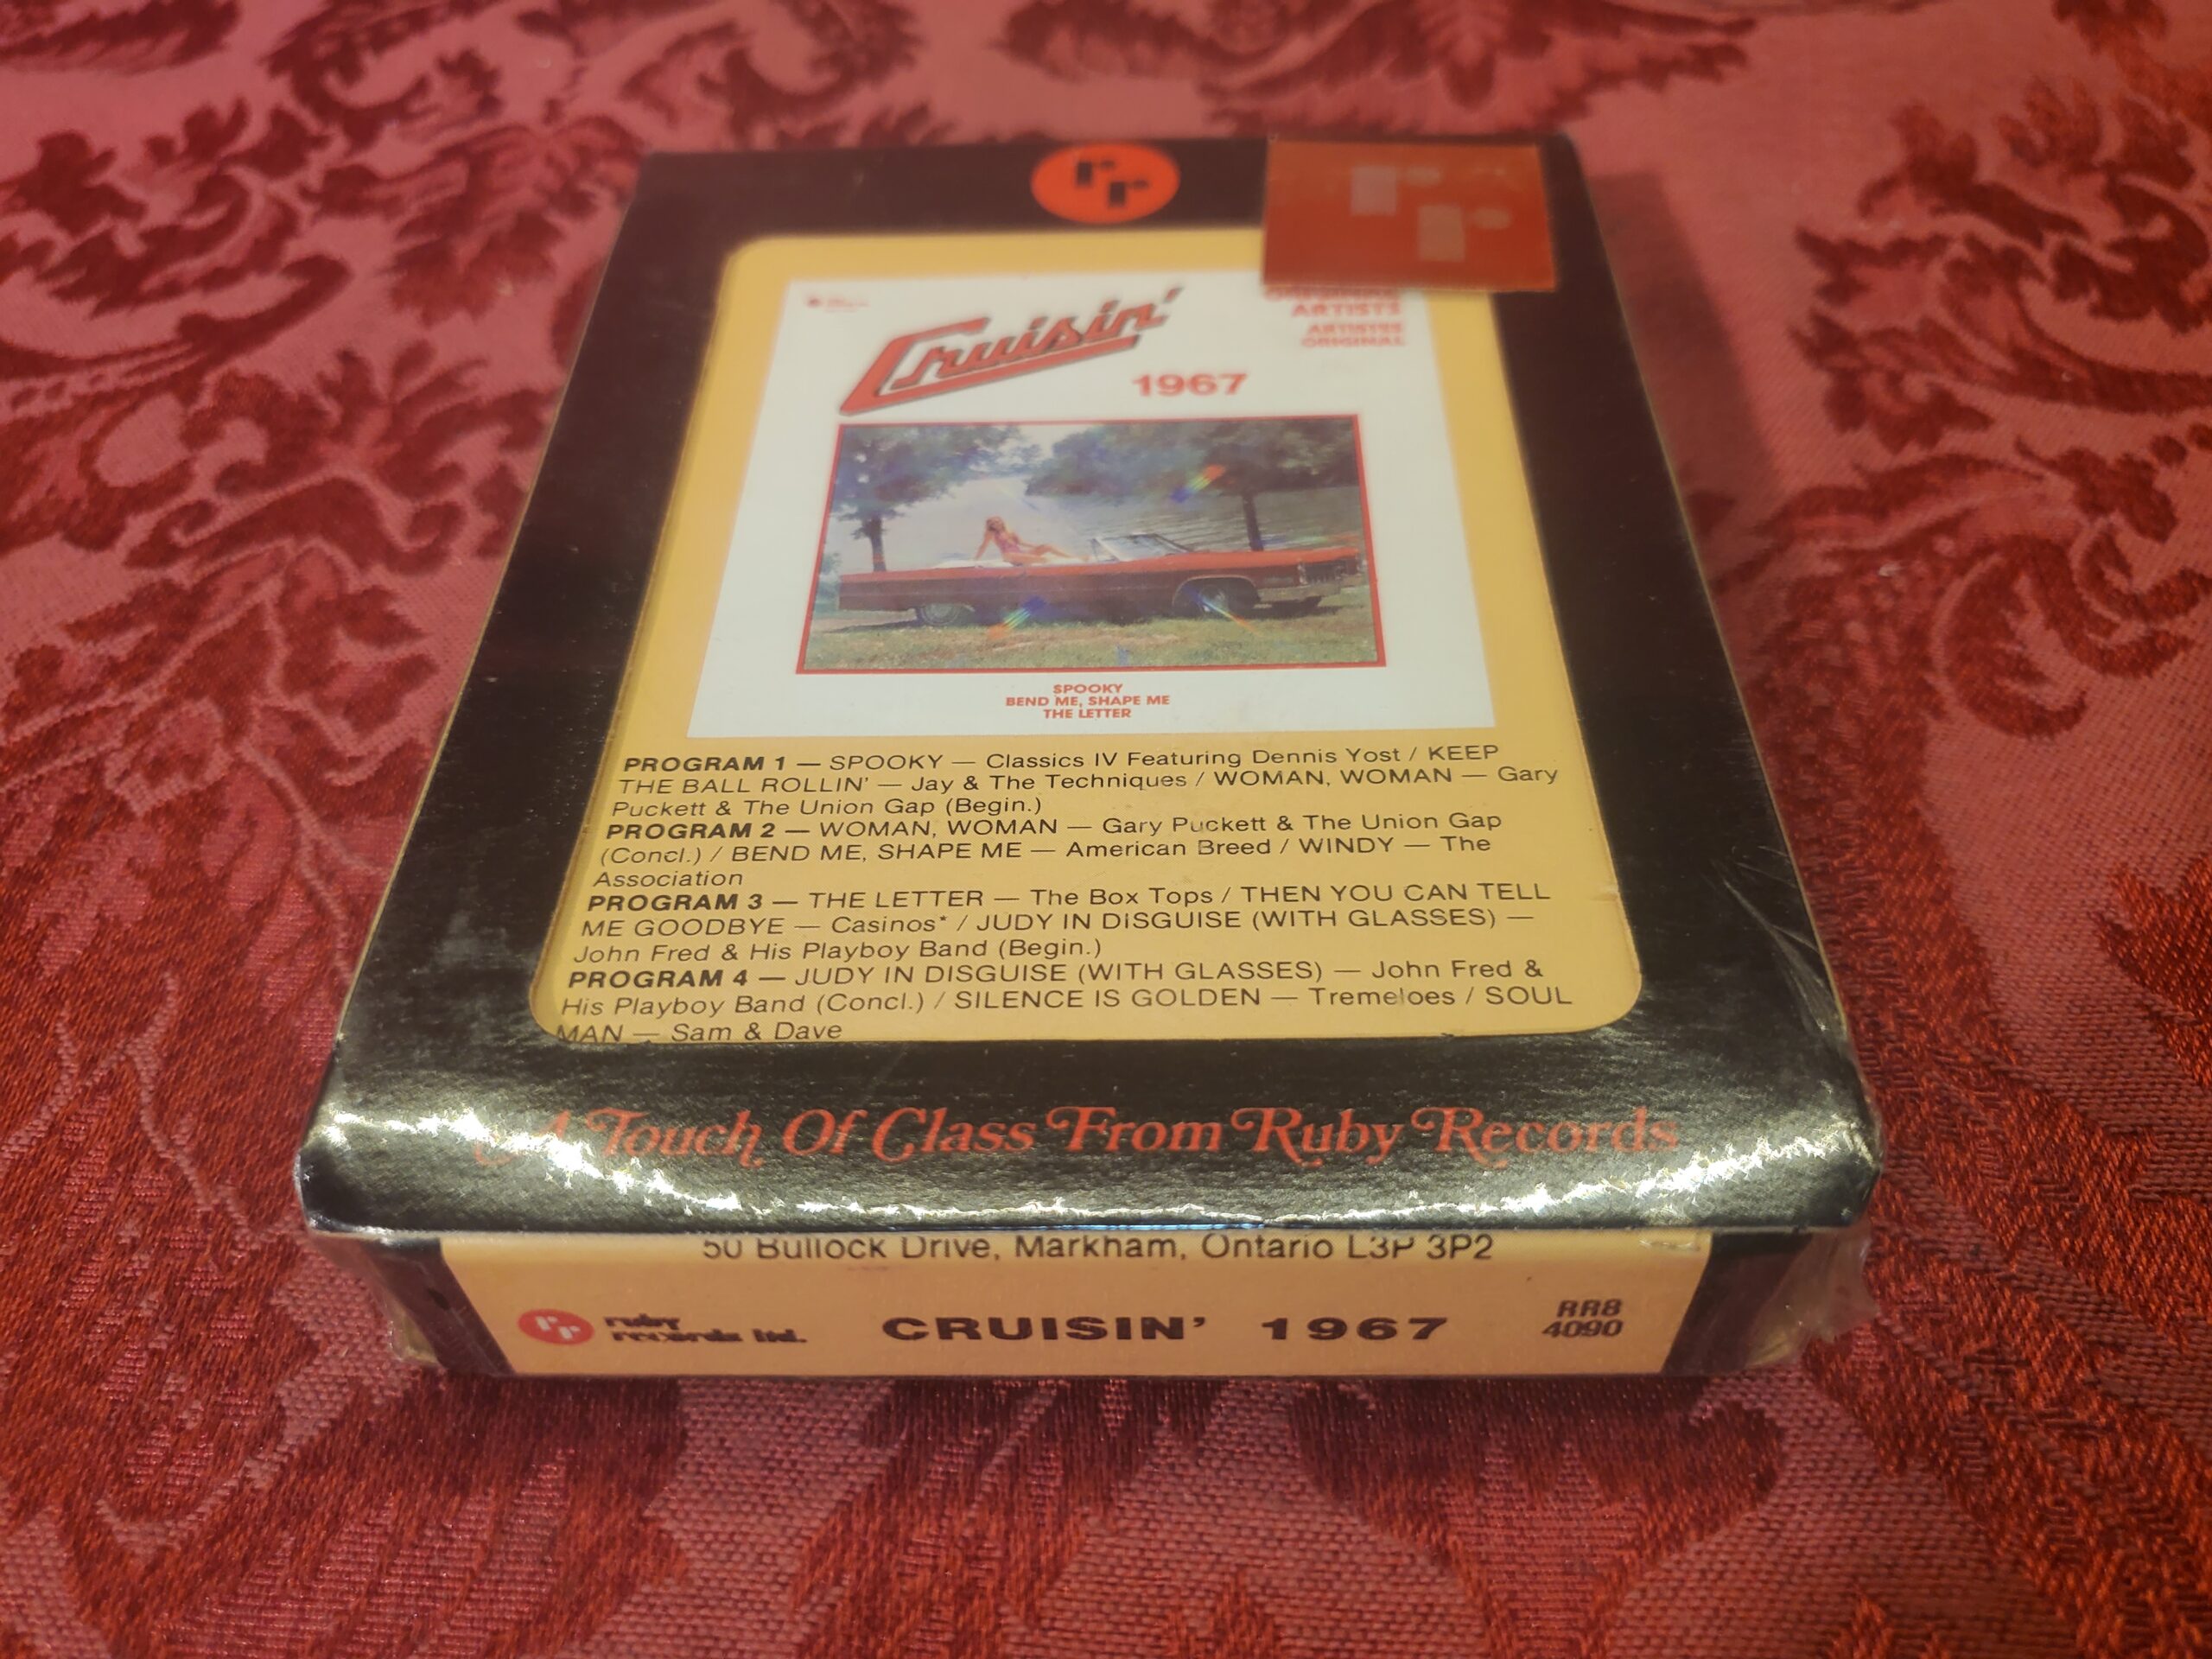 rr
rr
Cruisin'
1967
ARTISTS
ARTISTES
ORIGINAL
SPOOKY
BEND ME, SHAPE ME
THE LETTER
PROGRAM 1 — SPOOKY — Classics IV Featuring Dennis Yost / KEEP
THE BALL ROLLIN' — Jay & The Techniques / WOMAN, WOMAN — Gary
Puckett & The Union Gap (Begin.)
PROGRAM 2 — WOMAN, WOMAN — Gary Puckett & The Union Gap
(Concl.) / BEND ME, SHAPE ME — American Breed / WINDY — The
Association
PROGRAM 3 — THE LETTER — The Box Tops / THEN YOU CAN TELL
ME GOODBYE — Casinos* / JUDY IN DISGUISE (WITH GLASSES) —
John Fred & His Playboy Band (Begin.)
PROGRAM 4 — JUDY IN DISGUISE (WITH GLASSES) — John Fred &
His Playboy Band (Concl.) / SILENCE IS GOLDEN — Tremeloes / SOUL
MAN — Sam & Dave
A Touch Of Class From Ruby Records
50 Bullock Drive, Markham, Ontario L3P 3P2
rr ruby
records ltd.
CRUISIN' 1967
RR8
4090